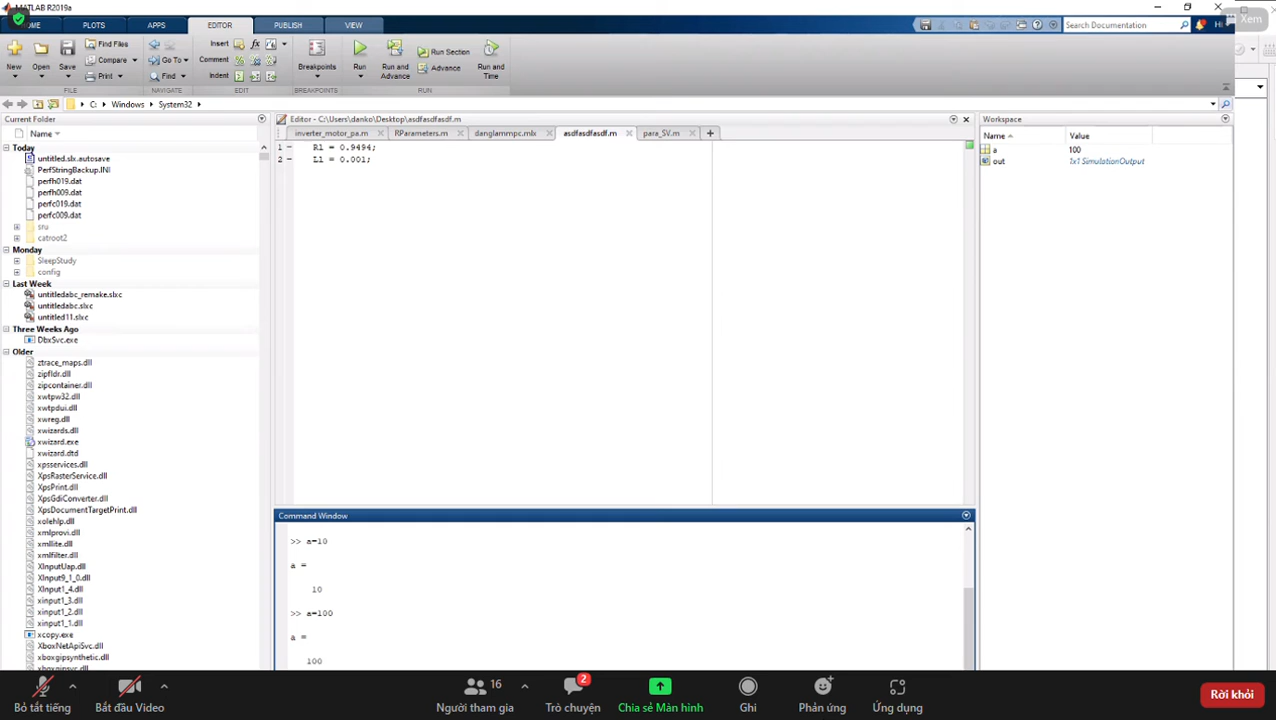 MATLAB R2019a
Xem
OME PLOTS APPS EDITOR PUBLISH VIEW
Search Documentation
Hi
New Open Save
Find Files
Compare
Print
Go To
Find
Insert
Comment
Indent
Breakpoints
Run
Run and Advance
Run Section
Advance
Run and Time
FILE NAVIGATE EDIT BREAKPOINTS RUN
C: Windows System32
Current Folder
Name
Today
untitled.slx.autosave
PerfStringBackup.INI
perfh019.dat
perfh009.dat
perfc019.dat
perfc009.dat
sru
catroot2
Monday
SleepStudy
config
Last Week
untitledabc_remake.slxc
untitledabc.slxc
untitled11.slxc
Three Weeks Ago
DbxSvc.exe
Older
ztrace_maps.dll
zipfldr.dll
zipcontainer.dll
xwtpw32.dll
xwtpdui.dll
xwreg.dll
xwizards.dll
xwizard.exe
xwizard.dtd
xpsservices.dll
XpsRasterService.dll
XpsPrint.dll
XpsGdiConverter.dll
XpsDocumentTargetPrint.dll
xolehlp.dll
xmlprovi.dll
xmllite.dll
xmlfilter.dll
XInputUap.dll
XInput9_1_0.dll
xinput1_4.dll
xinput1_3.dll
xinput1_2.dll
xinput1_1.dll
xcopy.exe
XboxNetApiSvc.dll
xboxgipsynthetic.dll
xboxgipsvc.dll
Editor - C:\Users\danko\Desktop\asdfasdfasdf.m
inverter_motor_pa.m RParameters.m danglammpc.mlx asdfasdfasdf.m para_SV.m
1 R1 = 0.9494;
2 L1 = 0.001;
Command Window
>> a=10
a =
10
>> a=100
a =
100
Workspace
Name Value
a 100
out 1x1 SimulationOutput
Bỏ tắt tiếng
Bắt đầu Video
16
Người tham gia
2
Trò chuyện
Chia sẻ Màn hình
Ghi
Phản ứng
Ứng dụng
Rời khỏi